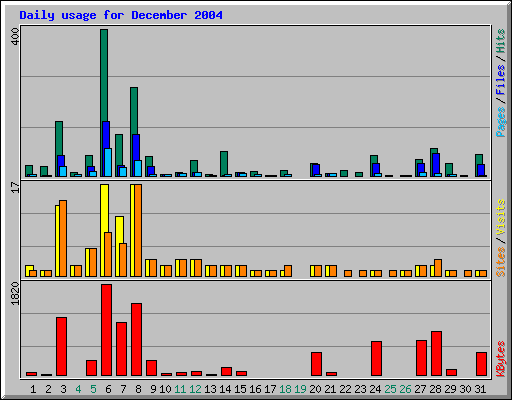 Daily usage for December 2004
400
Pages / Files / Hits
17
Sites / Visits
1820
KBytes
1 2 3 4 5 6 7 8 9 10 11 12 13 14 15 16 17 18 19 20 21 22 23 24 25 26 27 28 29 30 31